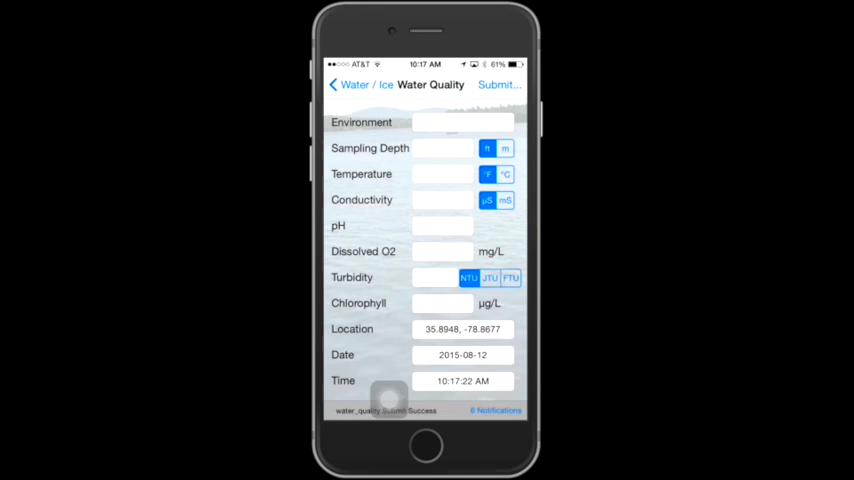 AT&T 10:17 AM 61%
Water / Ice Water Quality Submit...
Environment
Sampling Depth ft m
Temperature °F °C
Conductivity µS mS
pH
Dissolved O2 mg/L
Turbidity NTU JTU FTU
Chlorophyll µg/L
Location 35.8948, -78.8677
Date 2015-08-12
Time 10:17:22 AM
water_quality Submit Success 6 Notifications